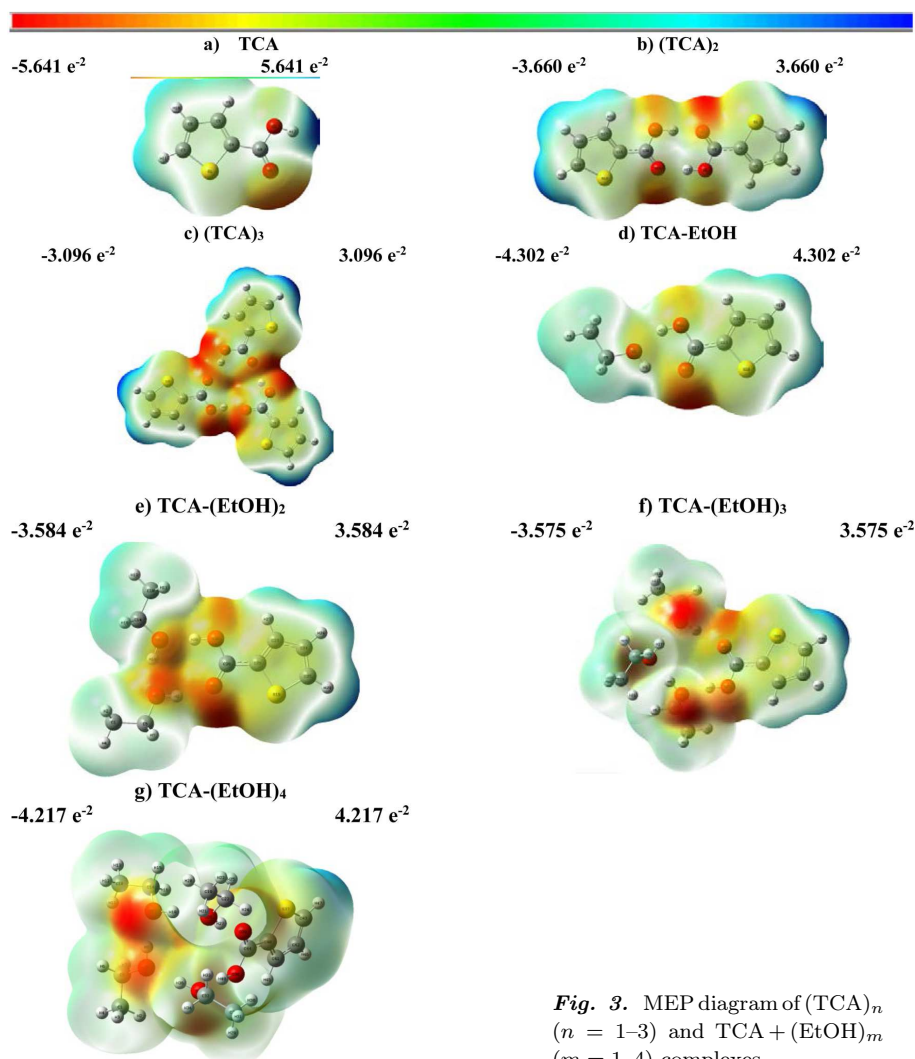 a) TCA
b) (TCA)₂
-5.641 e⁻² 5.641 e⁻²
-3.660 e⁻² 3.660 e⁻²
c) (TCA)₃
d) TCA-EtOH
-3.096 e⁻² 3.096 e⁻²
-4.302 e⁻² 4.302 e⁻²
e) TCA-(EtOH)₂
f) TCA-(EtOH)₃
-3.584 e⁻² 3.584 e⁻²
-3.575 e⁻² 3.575 e⁻²
g) TCA-(EtOH)₄
-4.217 e⁻² 4.217 e⁻²
Fig. 3. MEP diagram of (TCA)ₙ
(n = 1–3) and TCA + (EtOH)ₘ
(m = 1–4) complexes